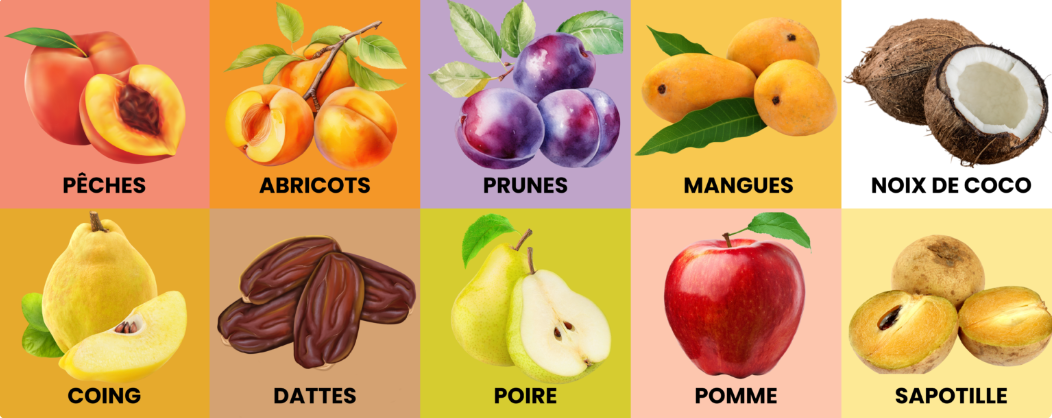 PÊCHES
ABRICOTS
PRUNES
MANGUES
NOIX DE COCO
COING
DATTES
POIRE
POMME
SAPOTILLE